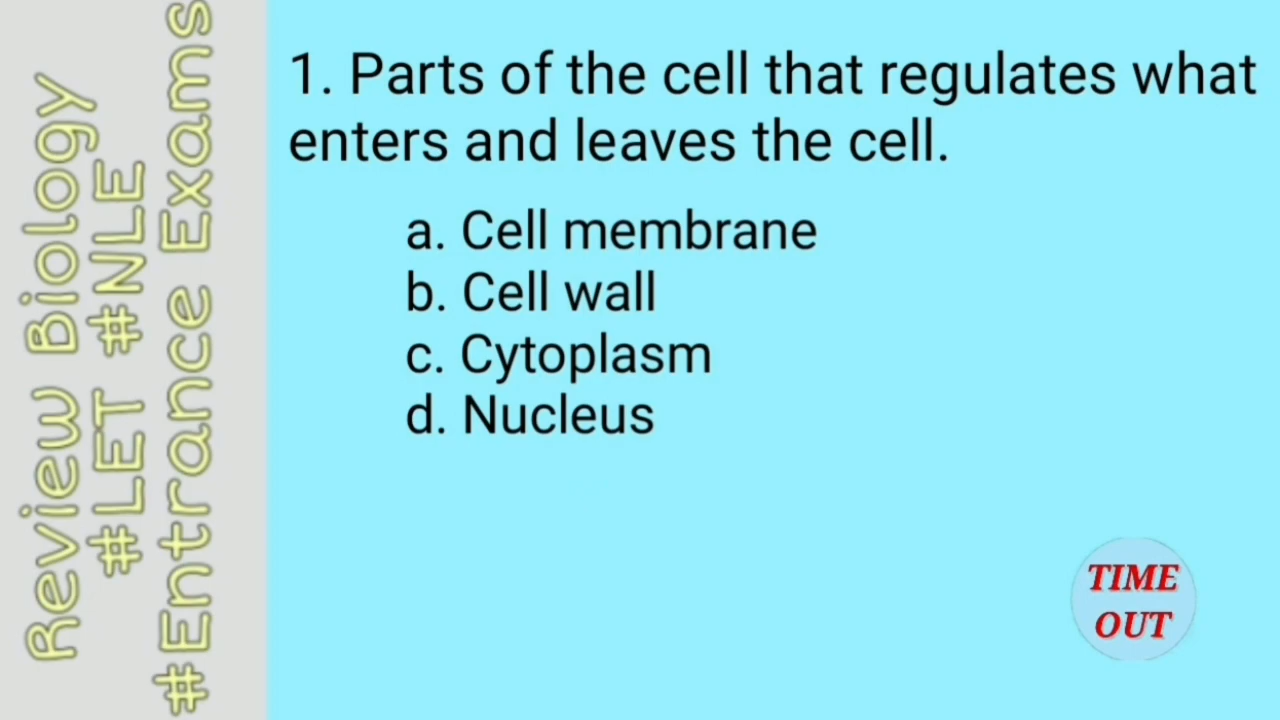 Review Biology
#LET #NLE
#Entrance Exams
1. Parts of the cell that regulates what
enters and leaves the cell.
a. Cell membrane
b. Cell wall
c. Cytoplasm
d. Nucleus
TIME
OUT